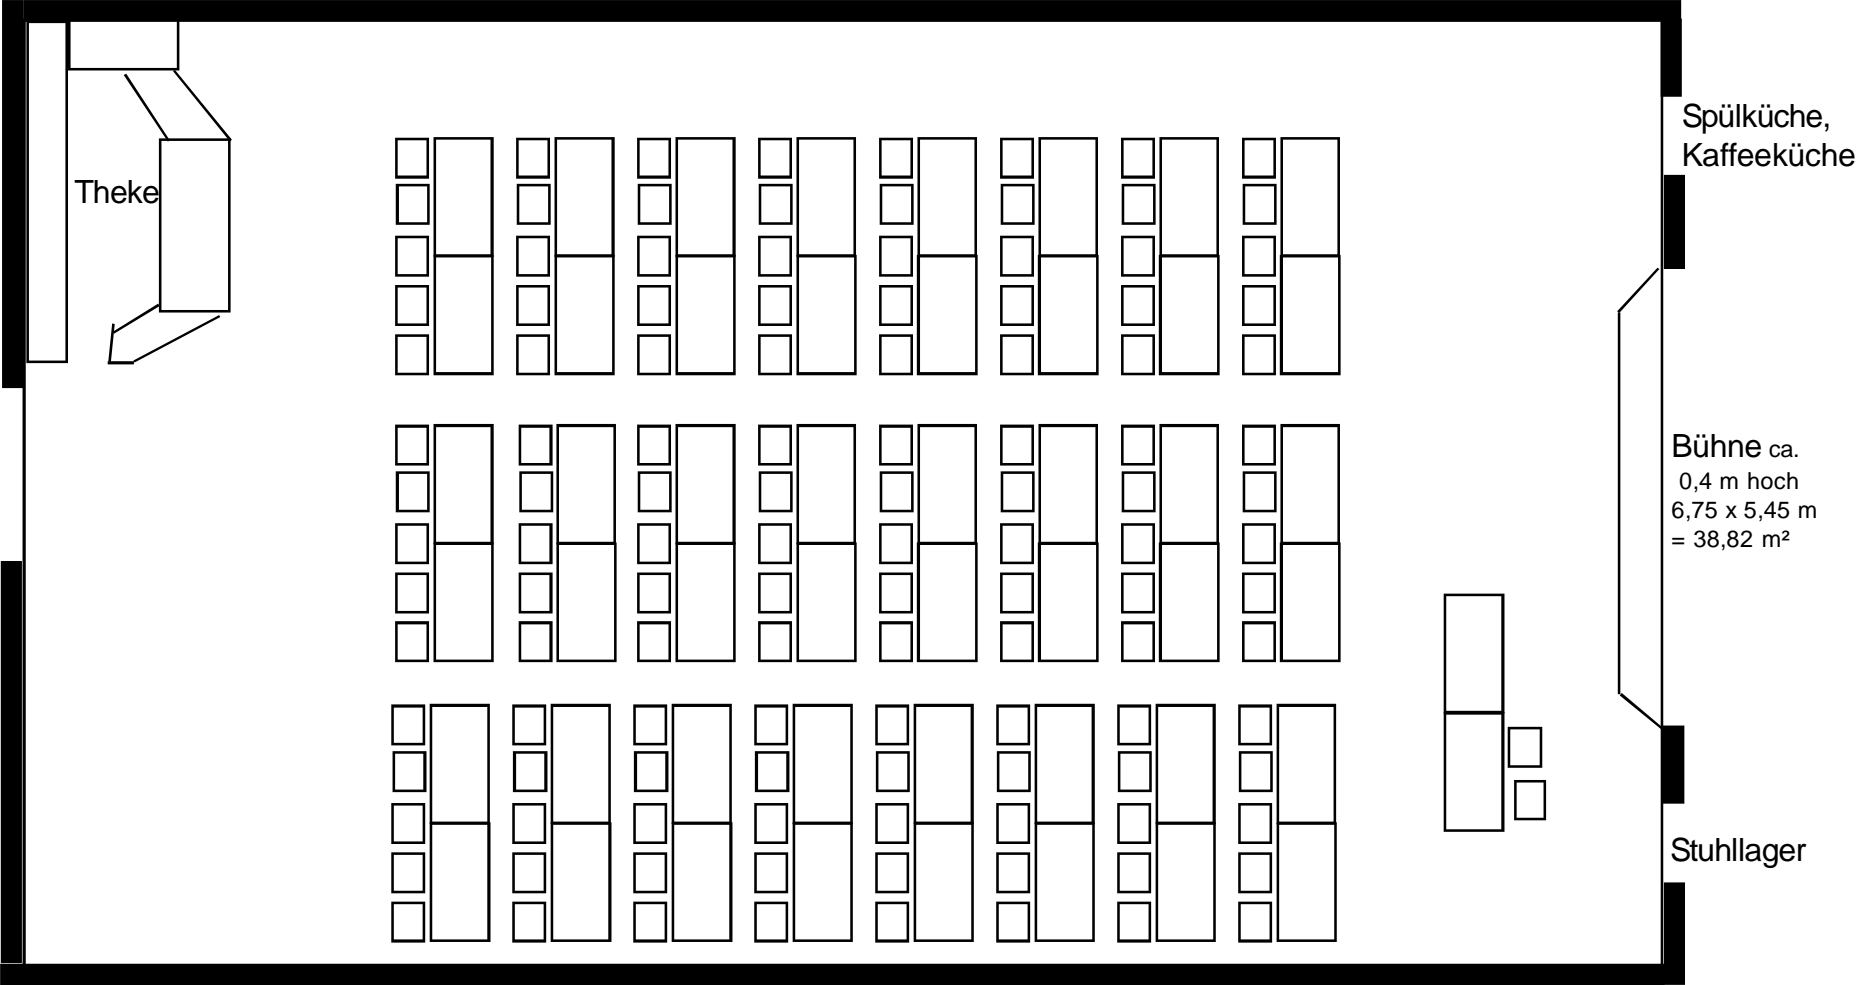 Spülküche,
Kaffeeküche
Theke
Bühne ca.
0,4 m hoch
6,75 x 5,45 m
= 38,82 m²
Stuhllager